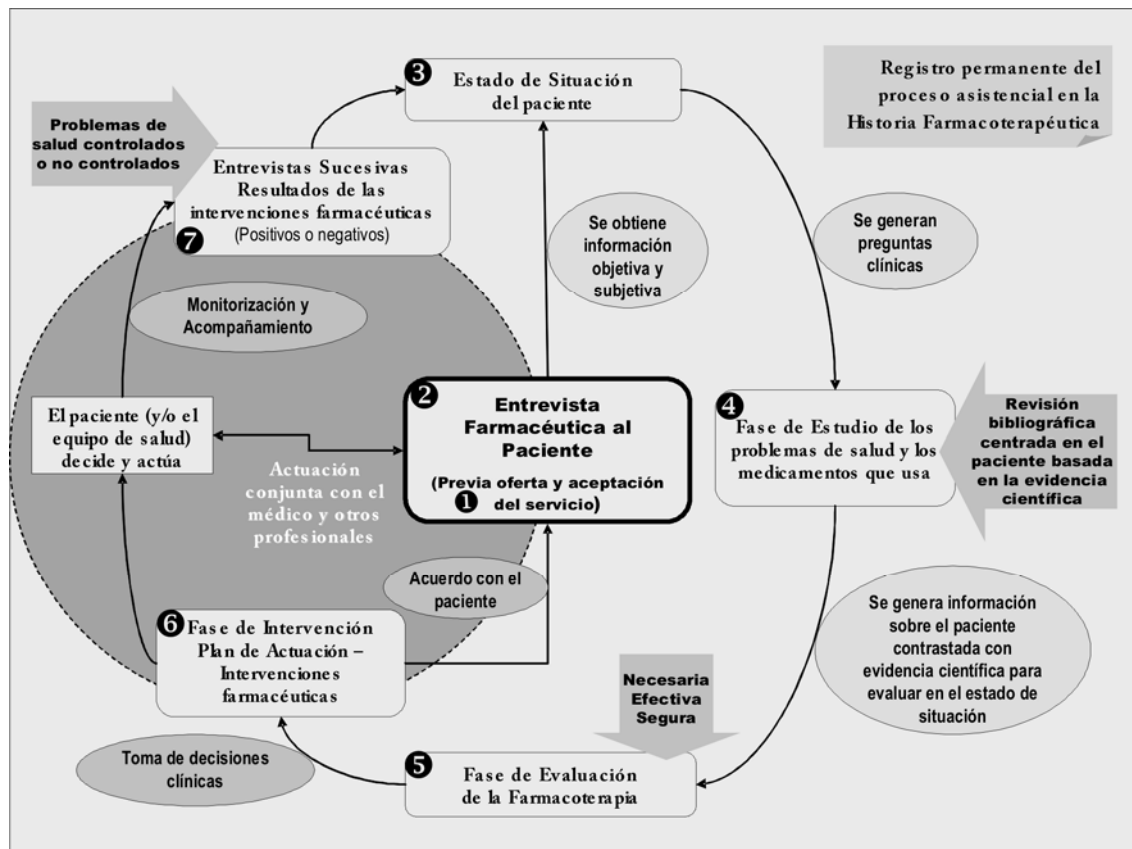 ❸
Estado de Situación
del paciente
Registro permanente del
proceso asistencial en la
Historia Farmacoterapéutica
Problemas de
salud controlados
o no controlados
Entrevistas Sucesivas
Resultados de las
intervenciones farmacéuticas
(Positivos o negativos)
❼
Se obtiene
información
objetiva y
subjetiva
Se generan
preguntas
clínicas
Monitorización y
Acompañamiento
❷
Entrevista
Farmacéutica al
Paciente
(Previa oferta y aceptación
❶ del servicio)
El paciente (y/o el
equipo de salud)
decide y actúa
Actuación
conjunta con el
médico y otros
profesionales
❹
Fase de Estudio de los
problemas de salud y los
medicamentos que usa
Revisión
bibliográfica
centrada en el
paciente basada
en la evidencia
científica
Acuerdo con el
paciente
❻
Fase de Intervención
Plan de Actuación –
Intervenciones
farmacéuticas
Se genera información
sobre el paciente
contrastada con
evidencia científica para
evaluar en el estado de
situación
Necesaria
Efectiva
Segura
Toma de decisiones
clínicas
❺
Fase de Evaluación
de la Farmacoterapia